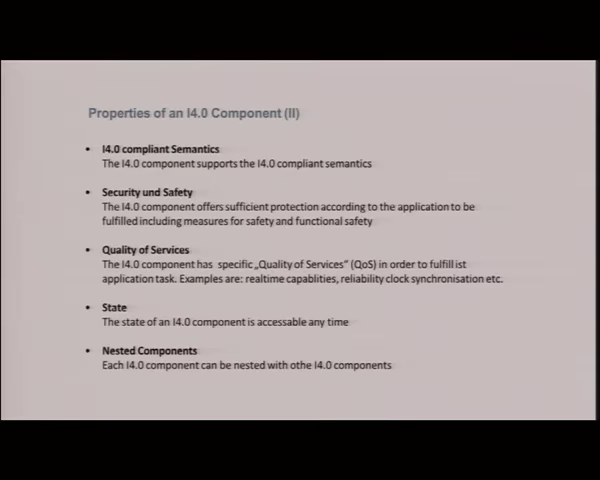 Properties of an I4.0 Component (II)
• I4.0 compliant Semantics
The I4.0 component supports the I4.0 compliant semantics
• Security und Safety
The I4.0 component offers sufficient protection according to the application to be
fulfilled including measures for safety and functional safety
• Quality of Services
The I4.0 component has specific „Quality of Services" (QoS) in order to fulfill ist
application task. Examples are: realtime capablities, reliability clock synchronisation etc.
• State
The state of an I4.0 component is accessable any time
• Nested Components
Each I4.0 component can be nested with othe I4.0 components